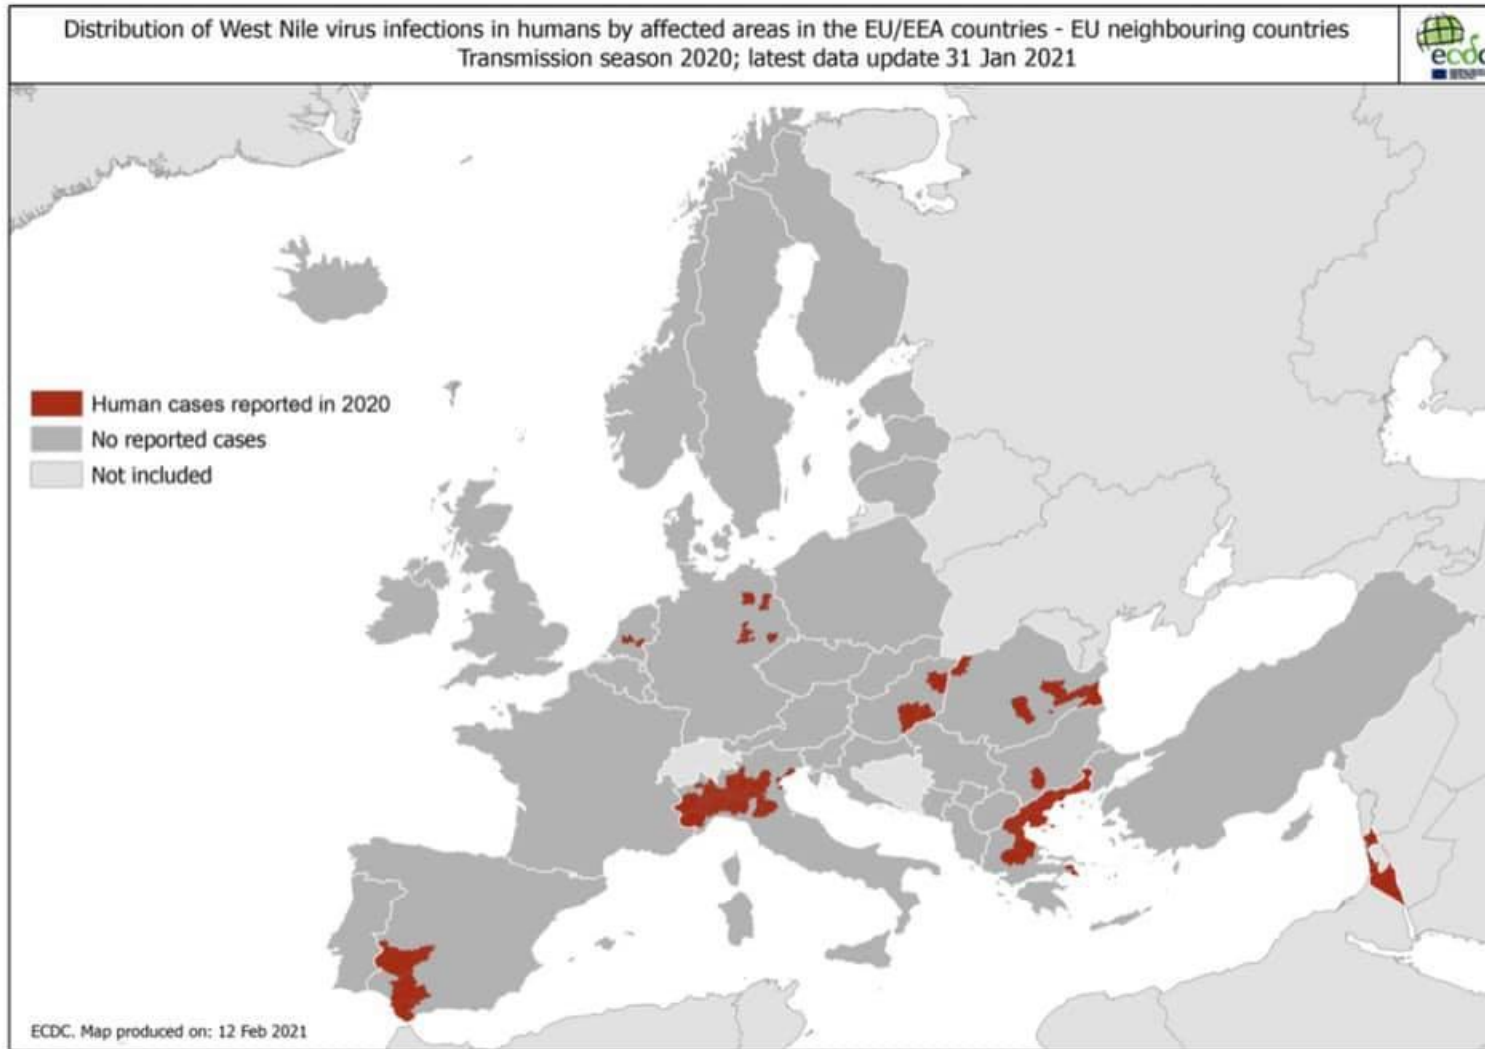 Distribution of West Nile virus infections in humans by affected areas in the EU/EEA countries - EU neighbouring countries
Transmission season 2020; latest data update 31 Jan 2021
ecdc
Human cases reported in 2020
No reported cases
Not included
ECDC. Map produced on: 12 Feb 2021